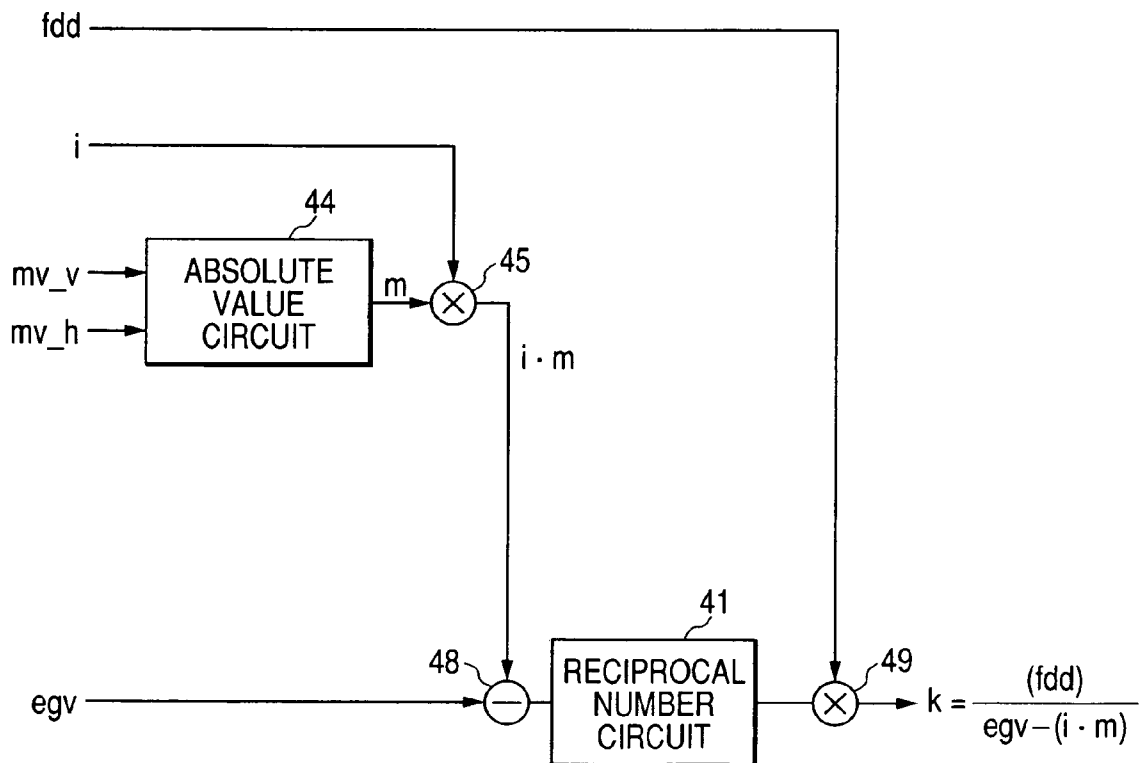 fdd
i
44
mv_v
mv_h
ABSOLUTE
VALUE
CIRCUIT
m
45
×
i · m
egv
48
−
41
RECIPROCAL
NUMBER
CIRCUIT
49
×
k = (fdd) / egv−(i · m)